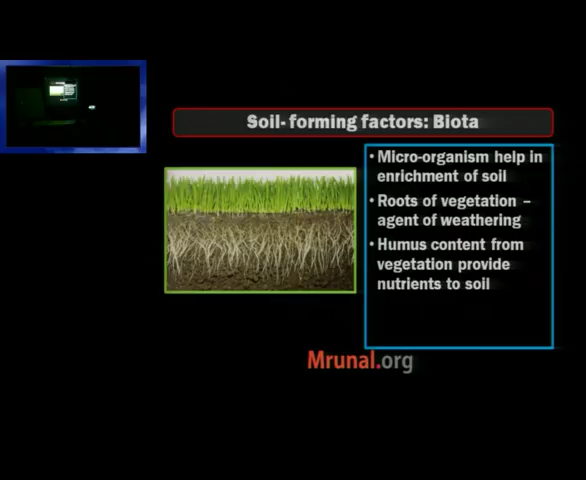 Soil- forming factors: Biota
• Micro-organism help in
enrichment of soil
• Roots of vegetation –
agent of weathering
• Humus content from
vegetation provide
nutrients to soil
Mrunal.org